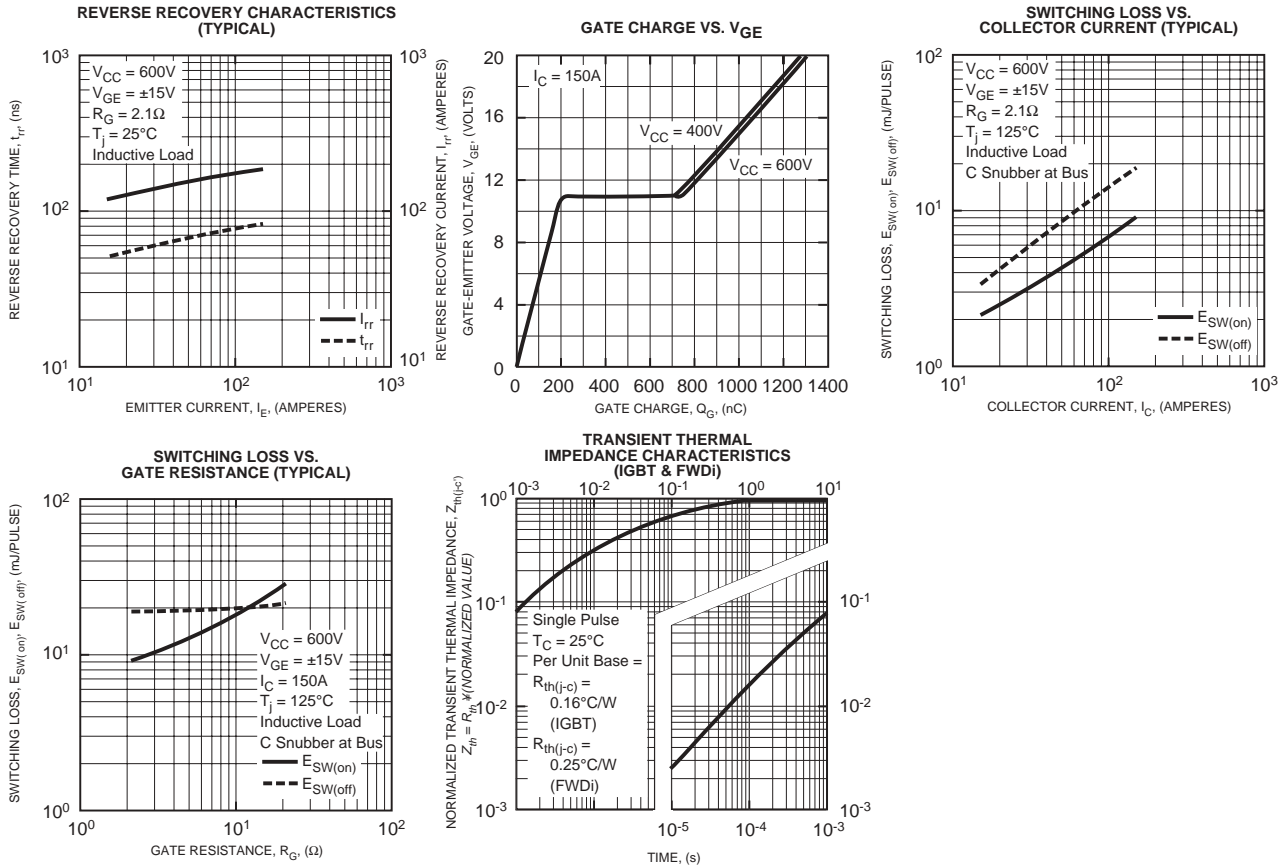 REVERSE RECOVERY CHARACTERISTICS
(TYPICAL)
REVERSE RECOVERY TIME, trr, (ns)
10³
10²
10¹
VCC = 600V
VGE = ±15V
RG = 2.1Ω
Tj = 25°C
Inductive Load
Irr
trr
10³
10²
10¹
REVERSE RECOVERY CURRENT, Irr, (AMPERES)
10¹ 10² 10³
EMITTER CURRENT, IE, (AMPERES)
GATE CHARGE VS. VGE
GATE-EMITTER VOLTAGE, VGE, (VOLTS)
20
16
12
8
4
0
IC = 150A
VCC = 400V
VCC = 600V
0 200 400 600 800 1000 1200 1400
GATE CHARGE, QG, (nC)
SWITCHING LOSS VS.
COLLECTOR CURRENT (TYPICAL)
SWITCHING LOSS, ESW(on), ESW(off), (mJ/PULSE)
10²
10¹
10⁰
VCC = 600V
VGE = ±15V
RG = 2.1Ω
Tj = 125°C
Inductive Load
C Snubber at Bus
ESW(on)
ESW(off)
10¹ 10² 10³
COLLECTOR CURRENT, IC, (AMPERES)
SWITCHING LOSS VS.
GATE RESISTANCE (TYPICAL)
SWITCHING LOSS, ESW(on), ESW(off), (mJ/PULSE)
10²
10¹
10⁰
VCC = 600V
VGE = ±15V
IC = 150A
Tj = 125°C
Inductive Load
C Snubber at Bus
ESW(on)
ESW(off)
10⁰ 10¹ 10²
GATE RESISTANCE, RG, (Ω)
TRANSIENT THERMAL
IMPEDANCE CHARACTERISTICS
(IGBT & FWDi)
10⁻³ 10⁻² 10⁻¹ 10⁰ 10¹
NORMALIZED TRANSIENT THERMAL IMPEDANCE, Zth(j-c')
Zth = Rth ¥(NORMALIZED VALUE)
10⁰
10⁻¹
10⁻²
10⁻³
Single Pulse
TC = 25°C
Per Unit Base =
Rth(j-c) =
0.16°C/W
(IGBT)
Rth(j-c) =
0.25°C/W
(FWDi)
10⁻¹
10⁻²
10⁻³
10⁻⁵ 10⁻⁴ 10⁻³
TIME, (s)